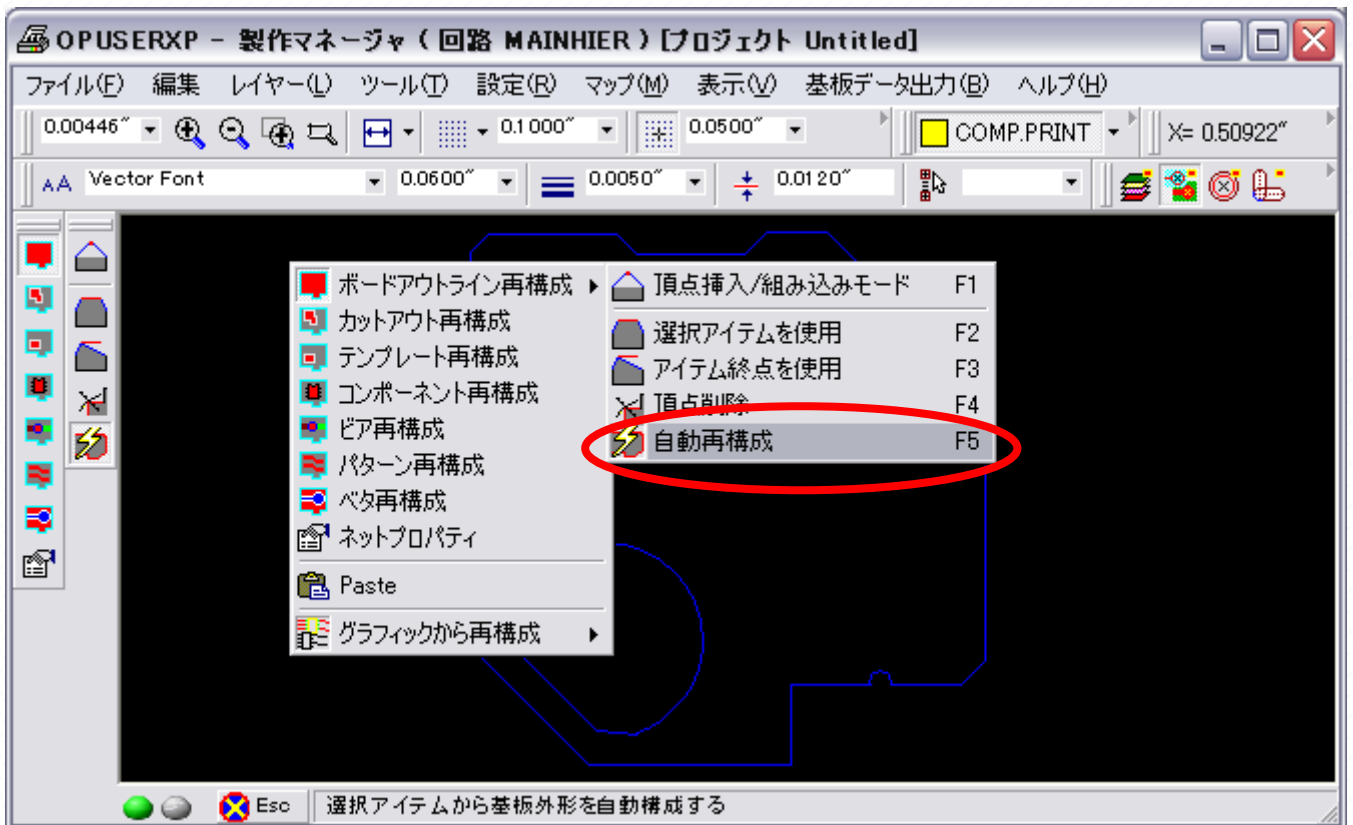 OPUSERXP - 製作マネージャ ( 回路 MAINHIER ) [プロジェクト Untitled]
ファイル(F) 編集 レイヤー(L) ツール(T) 設定(R) マップ(M) 表示(V) 基板データ出力(B) ヘルプ(H)
0.00446" 0.1000" 0.0500" COMP.PRINT X= 0.50922"
AA Vector Font 0.0600" 0.0050" 0.0120"
ボードアウトライン再構成
カットアウト再構成
テンプレート再構成
コンポーネント再構成
ビア再構成
パターン再構成
ベタ再構成
ネットプロパティ
Paste
グラフィックから再構成
頂点挿入/組み込みモード F1
選択アイテムを使用 F2
アイテム終点を使用 F3
頂点削除 F4
自動再構成 F5
Esc 選択アイテムから基板外形を自動構成する